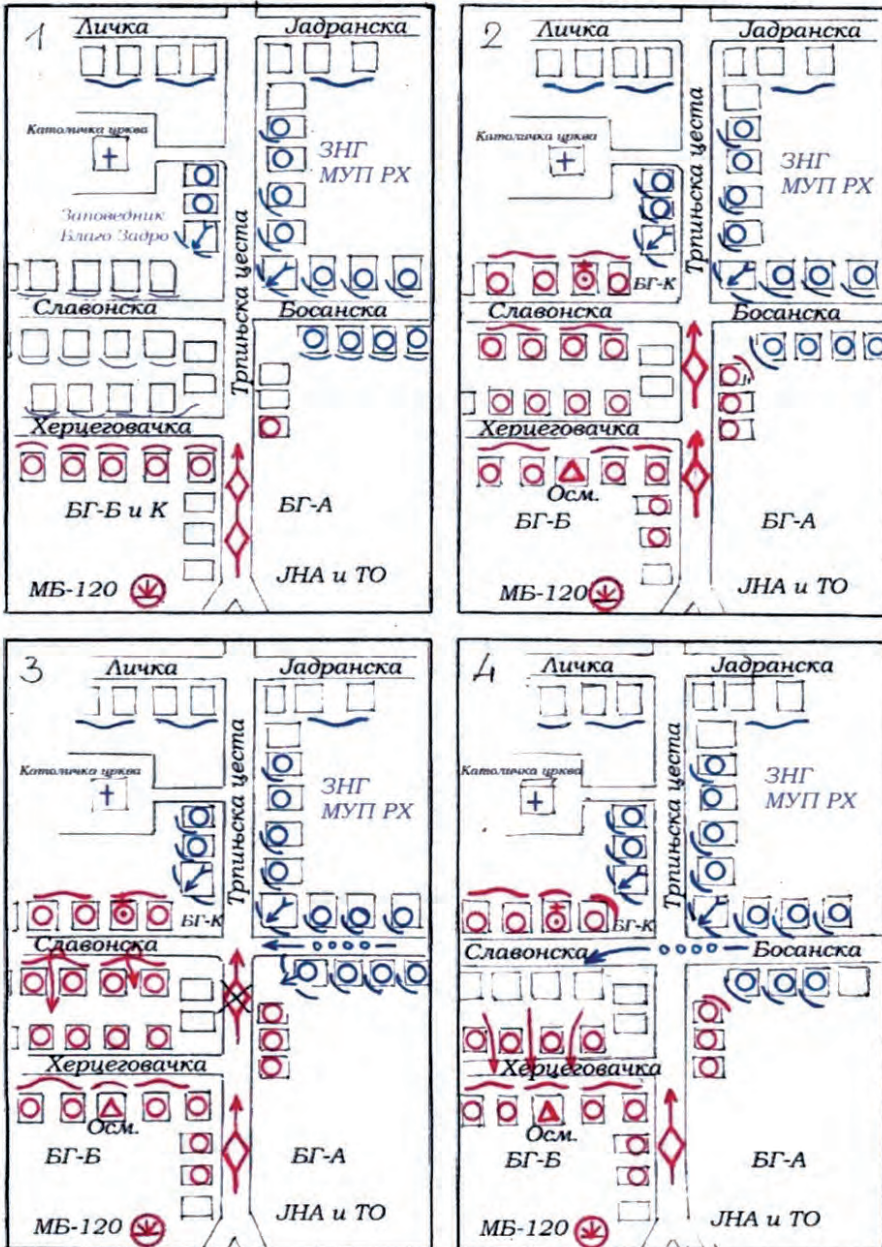 1
Личка
Јадранска
Католичка црква
ЗНГ
МУП РХ
Заповедник
Благо Задро
Трпињска цеста
Славонска
Босанска
Херцеговачка
БГ-Б и К
БГ-А
МБ-120
ЈНА и ТО
2
Личка
Јадранска
Католичка црква
ЗНГ
МУП РХ
Трпињска цеста
БГ-К
Славонска
Босанска
Херцеговачка
Осм.
БГ-Б
БГ-А
МБ-120
ЈНА и ТО
3
Личка
Јадранска
Католичка црква
ЗНГ
МУП РХ
Трпињска цеста
БГ-К
Славонска
Херцеговачка
Осм.
БГ-Б
БГ-А
МБ-120
ЈНА и ТО
4
Личка
Јадранска
Католичка црква
ЗНГ
МУП РХ
Трпињска цеста
БГ-К
Славонска
Босанска
Херцеговачка
Осм.
БГ-Б
БГ-А
МБ-120
ЈНА и ТО